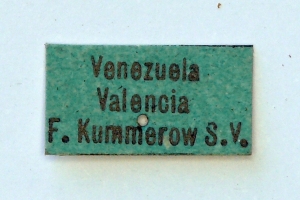 Venezuela
Valencia
F. Kummerow S.V.